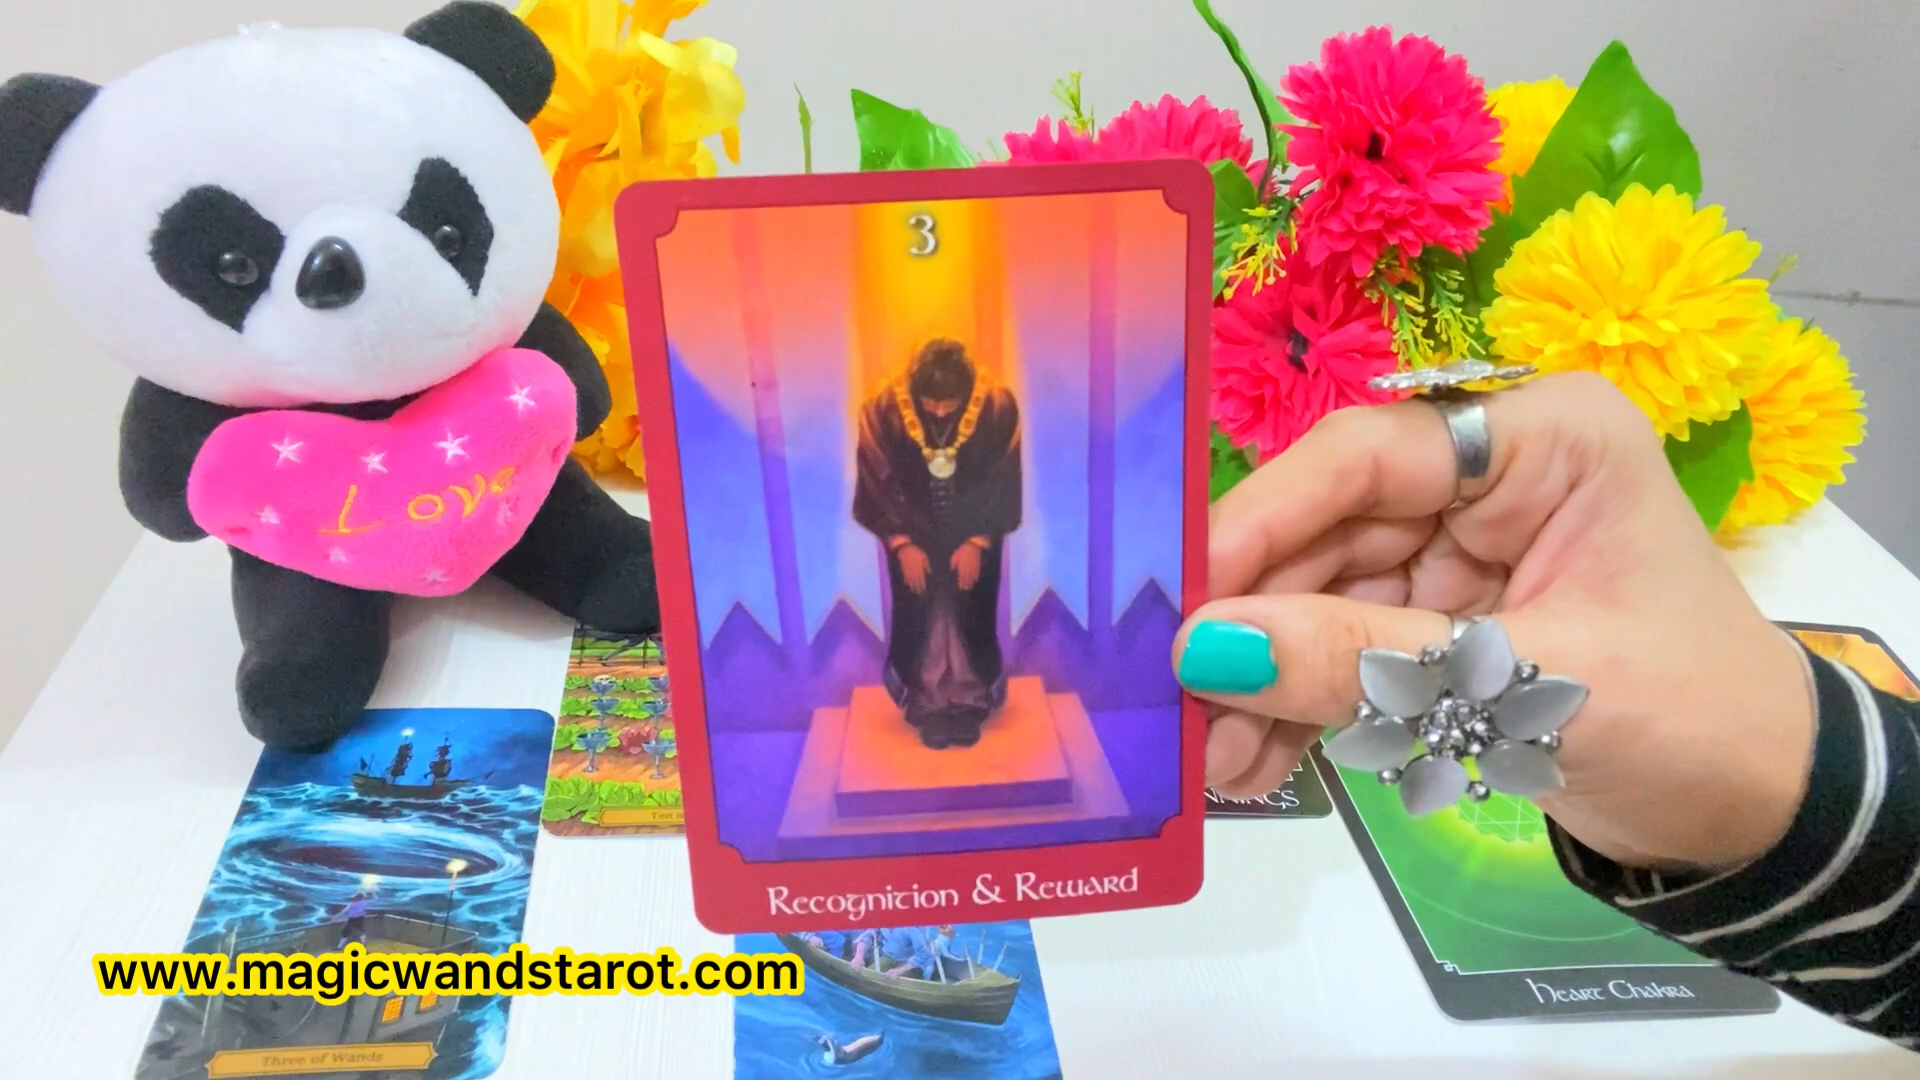 3
Love
Recognition & Reward
Heart Chakra
www.magicwandstarot.com
Three of Wands